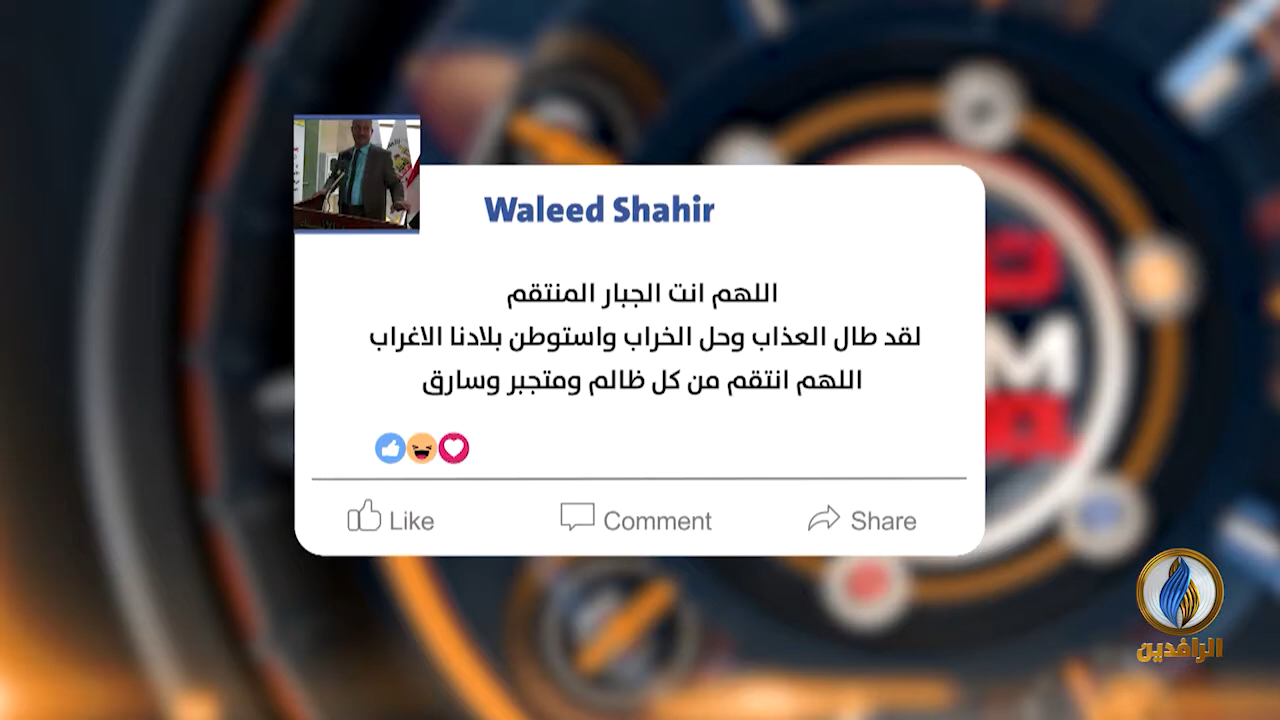 Waleed Shahir
اللهم انت الجبار المنتقم
لقد طال العذاب وحل الخراب واستوطن بلادنا الاغراب
اللهم انتقم من كل ظالم ومتجبر وسارق
Like
Comment
Share
الرافدين